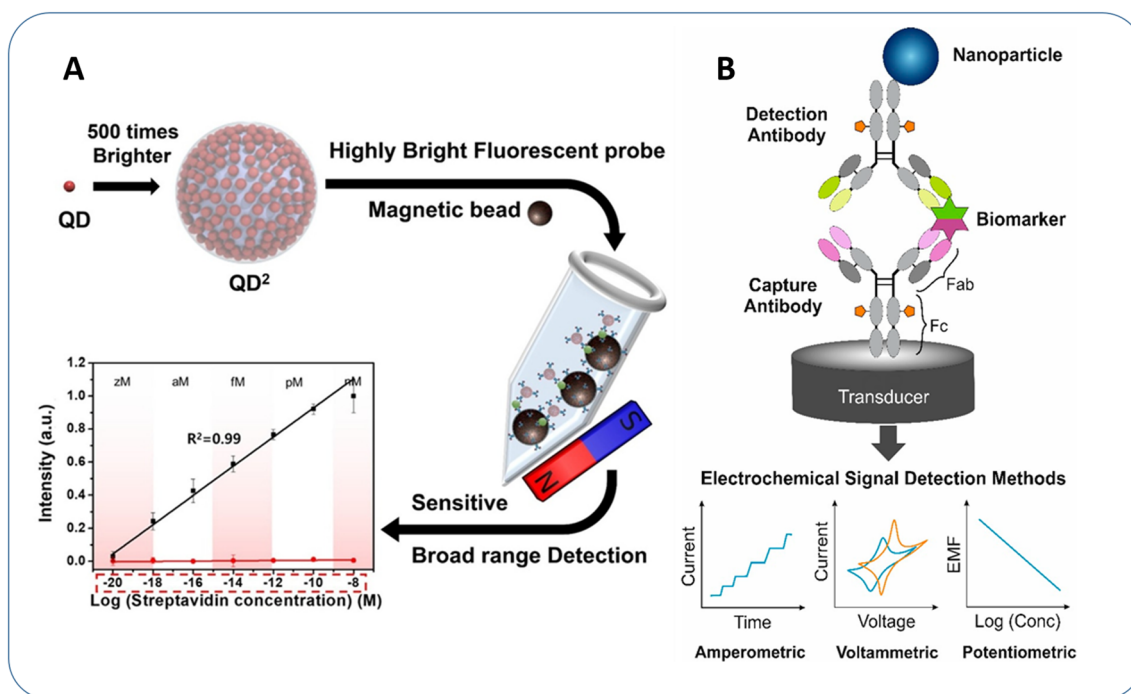 A
500 times
Brighter
QD
QD²
Highly Bright Fluorescent probe
Magnetic bead
S
N
Sensitive
Broad range Detection
zM aM fM pM nM
R²=0.99
Intensity (a.u.)
1.2
1.0
0.8
0.6
0.4
0.2
0.0
-20 -18 -16 -14 -12 -10 -8
Log (Streptavidin concentration) (M)
B
Nanoparticle
Detection
Antibody
Biomarker
Capture
Antibody
Fab
Fc
Transducer
Electrochemical Signal Detection Methods
Current
Time
Amperometric
Current
Voltage
Voltammetric
EMF
Log (Conc)
Potentiometric